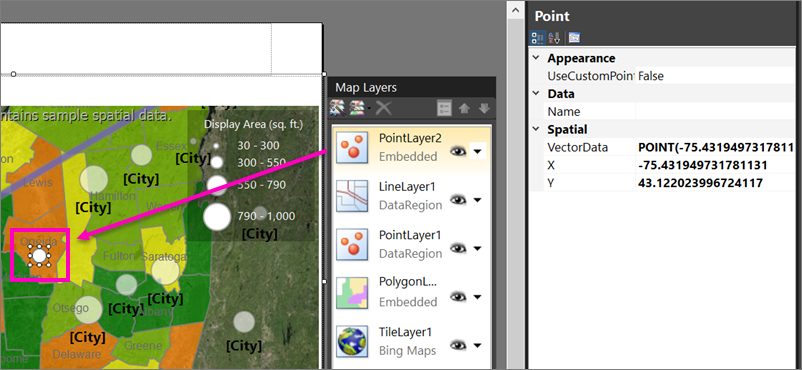 ntains sample spatial data.
Essex
Display Area (sq. ft.)
30 - 300
300 - 550
550 - 790
790 - 1,000
[City]
Lewis
Hamilton
[City]
[City]
Oneida
Fulton
Saratoga
[City]
Otsego
Albany
[City]
[City]
Greene
Delaware
ome
Map Layers
PointLayer2
Embedded
LineLayer1
DataRegion
PointLayer1
DataRegion
PolygonL...
Embedded
TileLayer1
Bing Maps
Point
Appearance
UseCustomPoin False
Data
Name
Spatial
VectorData POINT(-75.4319497317811
X -75.431949731781131
Y 43.122023996724117